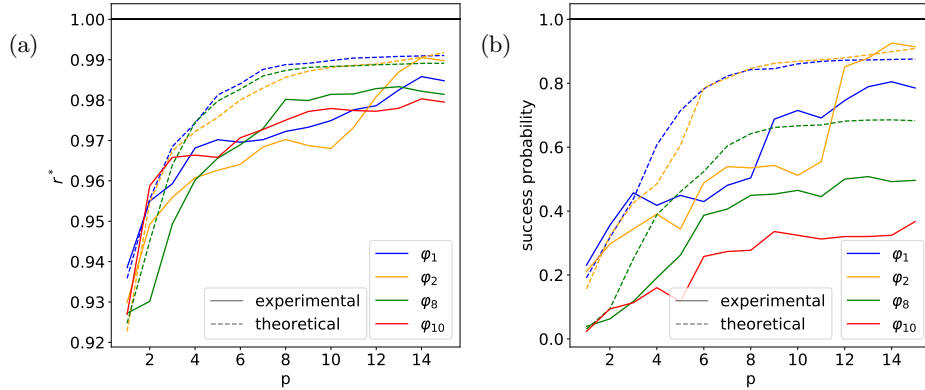 (a)
r*
1.00
0.99
0.98
0.97
0.96
0.95
0.94
0.93
0.92
2 4 6 8 10 12 14
p
experimental
theoretical
φ1
φ2
φ8
φ10
(b)
success probability
1.0
0.8
0.6
0.4
0.2
0.0
2 4 6 8 10 12 14
p
experimental
theoretical
φ1
φ2
φ8
φ10